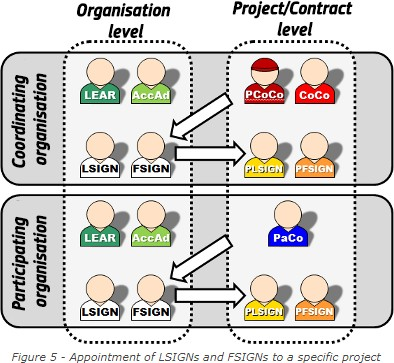 Organisation
level
Project/Contract
level
Coordinating
organisation
LEAR
AccAd
PCoCo
CoCo
LSIGN
FSIGN
PLSIGN
PFSIGN
Participating
organisation
LEAR
AccAd
PaCo
LSIGN
FSIGN
PLSIGN
PFSIGN
Figure 5 - Appointment of LSIGNs and FSIGNs to a specific project